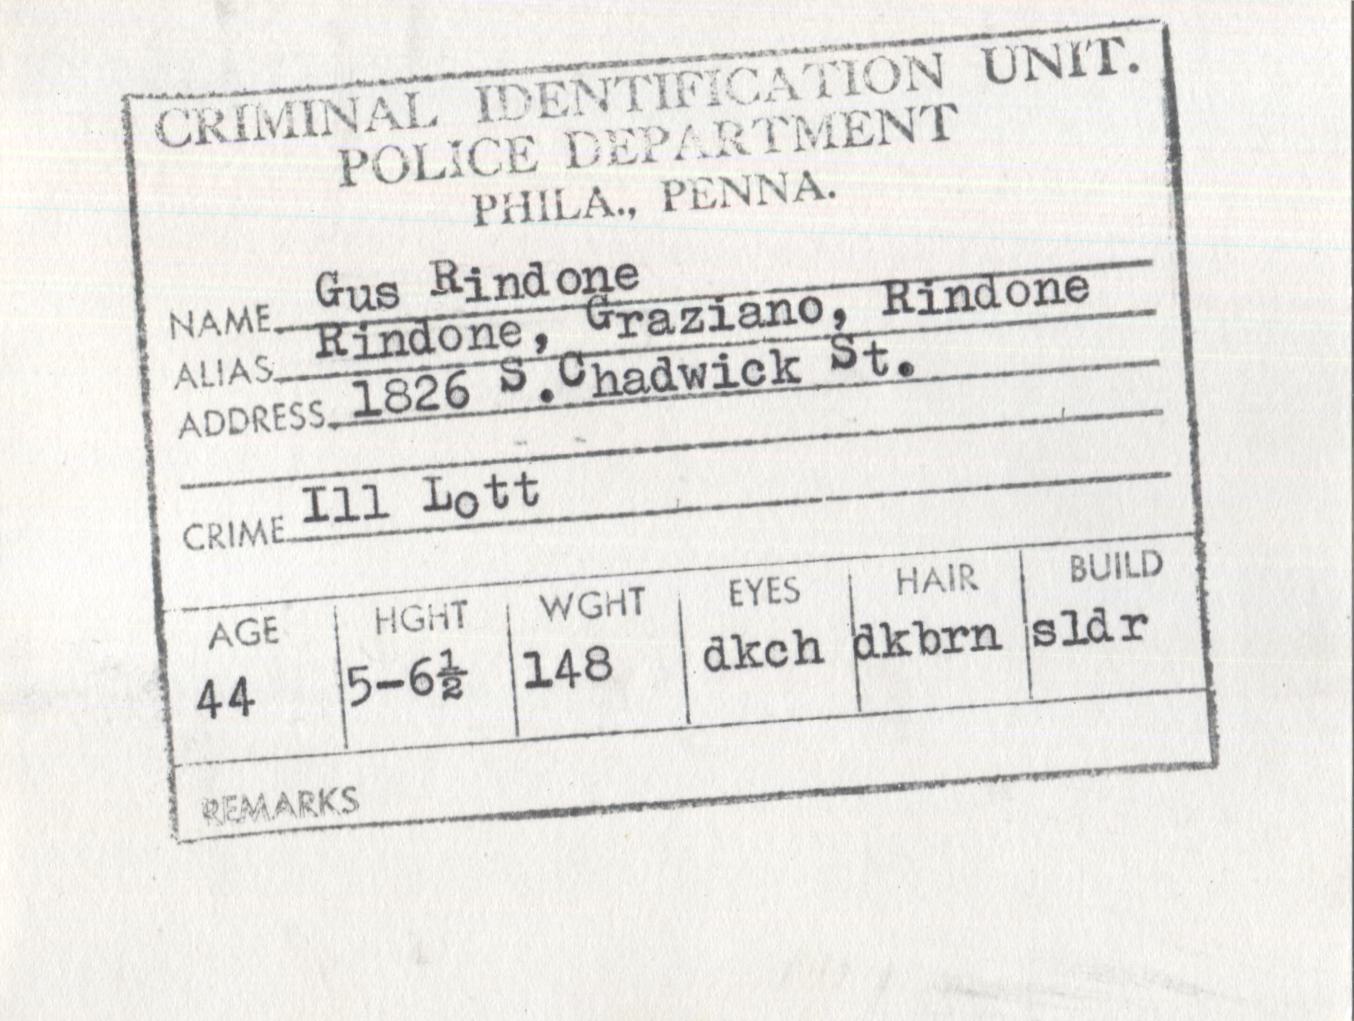 CRIMINAL IDENTIFICATION UNIT.
POLICE DEPARTMENT
PHILA., PENNA.
NAME Gus Rindone
ALIAS Rindone, Graziano, Rindone
ADDRESS 1826 S.Chadwick St.
CRIME Ill Lott
AGE HGHT WGHT EYES HAIR BUILD
44 5-6½ 148 dkch dkbrn sldr
REMARKS